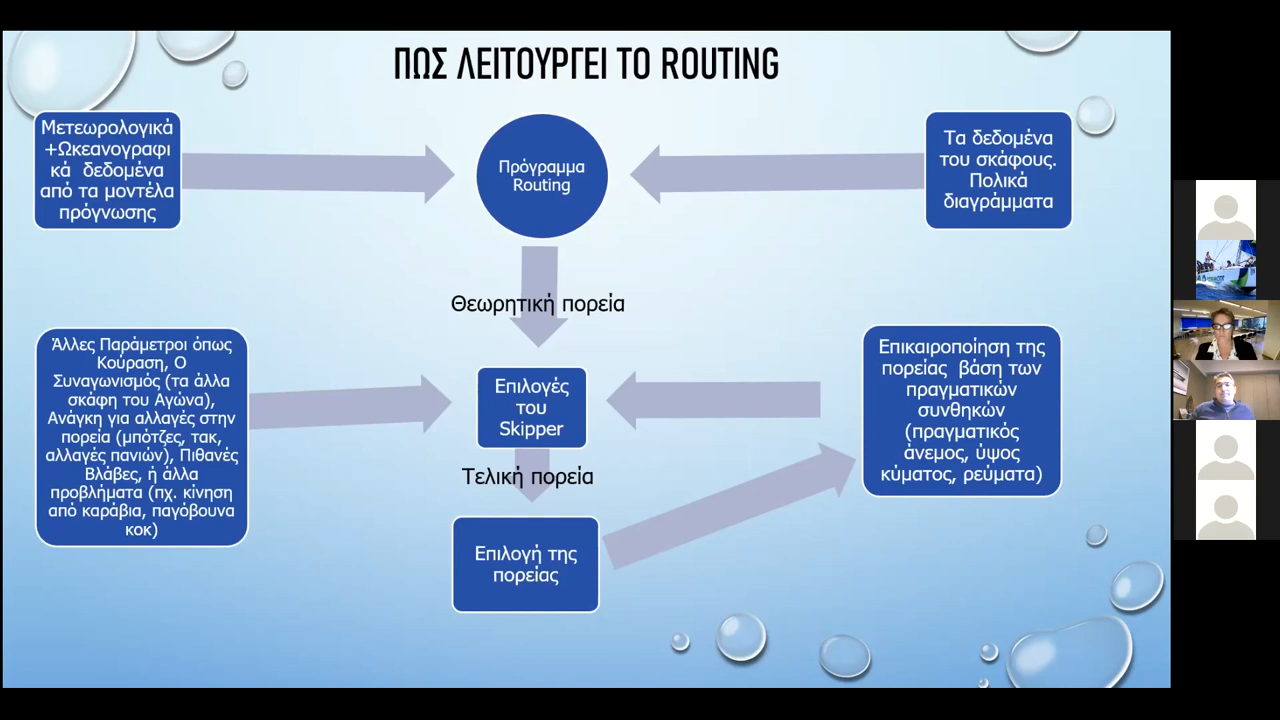 ΠΩΣ ΛΕΙΤΟΥΡΓΕΙ ΤΟ ROUTING
Μετεωρολογικά
+Ωκεανογραφι
κά δεδομένα
από τα μοντέλα
πρόγνωσης
Πρόγραμμα
Routing
Τα δεδομένα
του σκάφους.
Πολικά
διαγράμματα
Θεωρητική πορεία
Άλλες Παράμετροι όπως
Κούραση, Ο
Συναγωνισμός (τα άλλα
σκάφη του Αγώνα),
Ανάγκη για αλλαγές στην
πορεία (μπότζες, τακ,
αλλαγές πανιών), Πιθανές
Βλάβες, ή άλλα
προβλήματα (πχ. κίνηση
από καράβια, παγόβουνα
κοκ)
Επιλογές
του
Skipper
Επικαιροποίηση της
πορείας βάση των
πραγματικών
συνθηκών
(πραγματικός
άνεμος, ύψος
κύματος, ρεύματα)
Τελική πορεία
Επιλογή της
πορείας